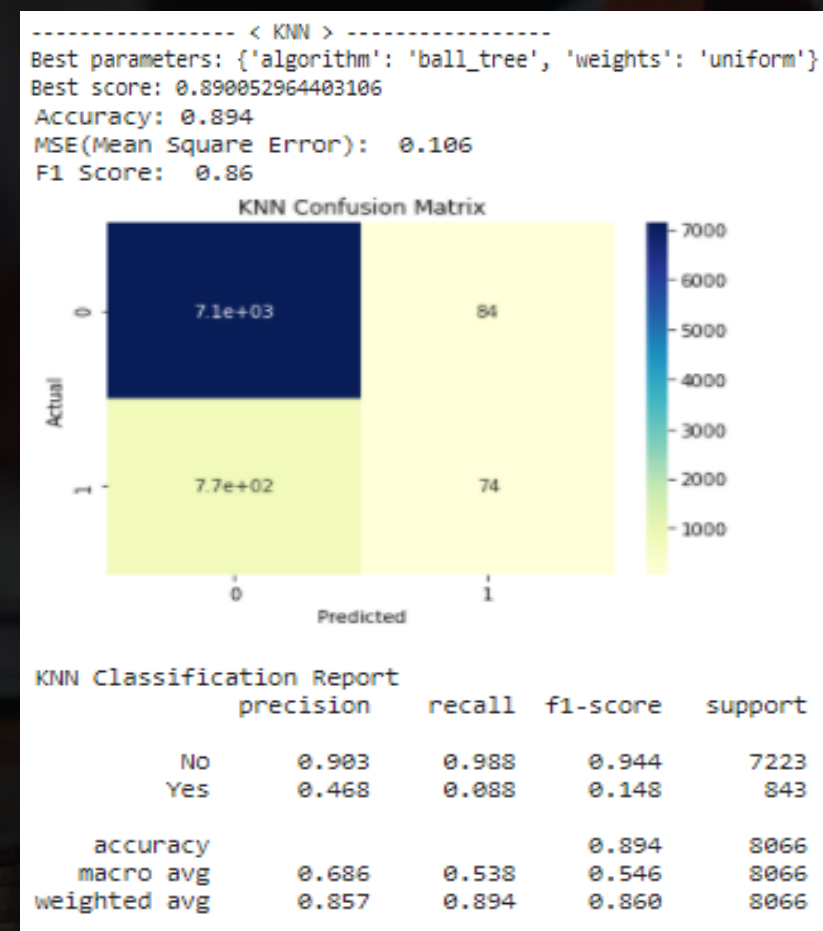 ----------------- < KNN > -----------------
Best parameters: {'algorithm': 'ball_tree', 'weights': 'uniform'}
Best score: 0.890052964403106
Accuracy: 0.894
MSE(Mean Square Error):  0.106
F1 Score:  0.86
KNN Confusion Matrix
7000
6000
5000
4000
3000
2000
1000
Actual
0 7.1e+03 84
1 7.7e+02 74
0 1
Predicted
KNN Classification Report
precision recall f1-score support
No 0.903 0.988 0.944 7223
Yes 0.468 0.088 0.148 843
accuracy 0.894 8066
macro avg 0.686 0.538 0.546 8066
weighted avg 0.857 0.894 0.860 8066